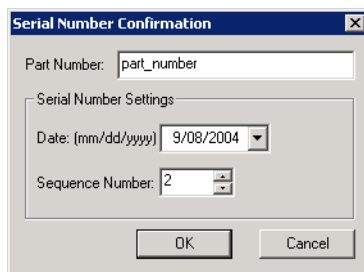 Serial Number Confirmation
Part Number: part_number
Serial Number Settings
Date: (mm/dd/yyyy) 9/08/2004
Sequence Number: 2
OK Cancel